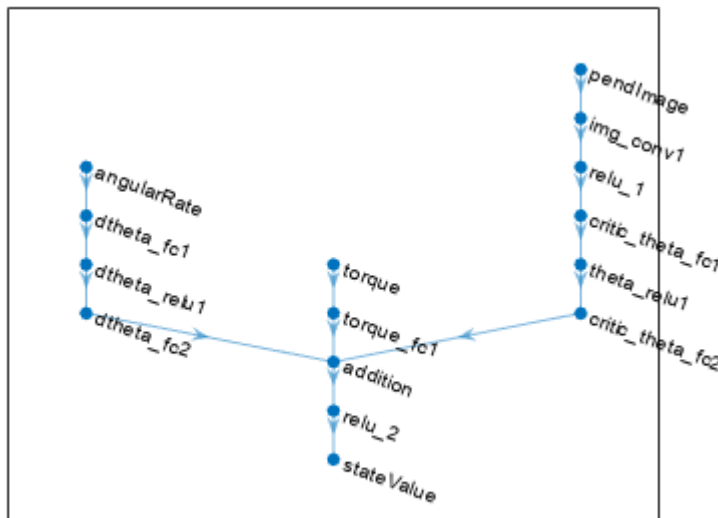 pendImage
img_conv1
relu_1
critic_theta_fc1
theta_relu1
critic_theta_fc2
angularRate
dtheta_fc1
dtheta_relu1
dtheta_fc2
torque
torque_fc1
addition
relu_2
stateValue